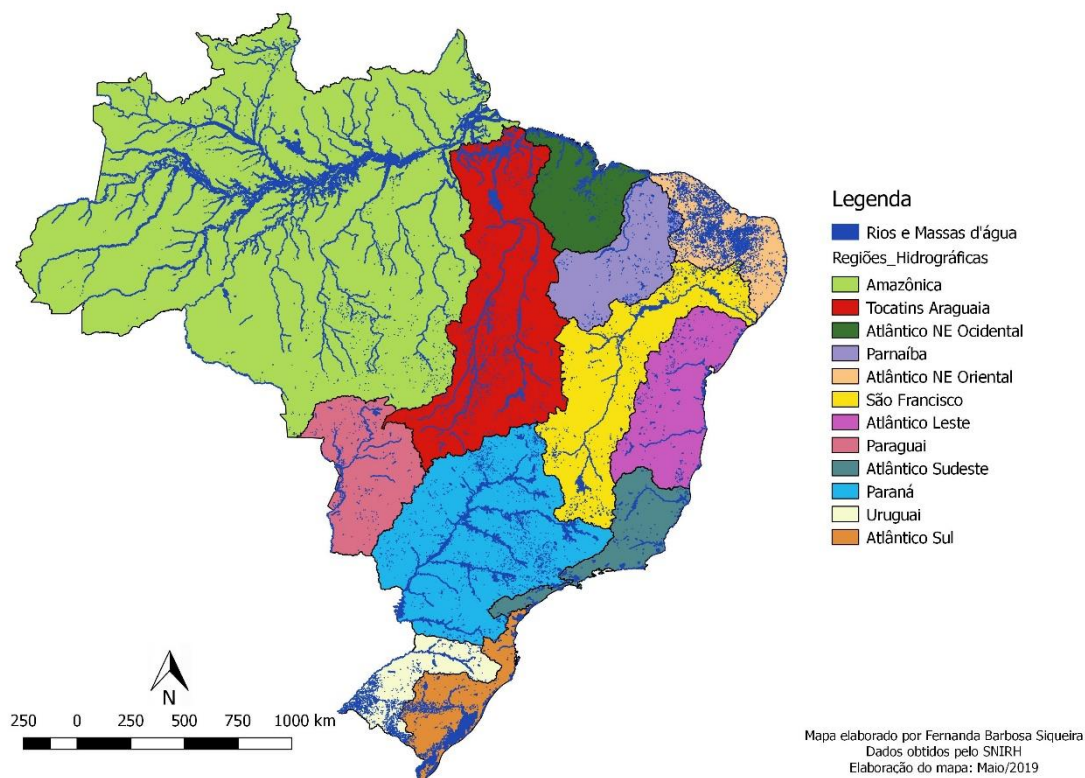 Legenda
Rios e Massas d'água
Regiões_Hidrográficas
Amazônica
Tocatins Araguaia
Atlântico NE Ocidental
Parnaíba
Atlântico NE Oriental
São Francisco
Atlântico Leste
Paraguai
Atlântico Sudeste
Paraná
Uruguai
Atlântico Sul
N
250 0 250 500 750 1000 km
Mapa elaborado por Fernanda Barbosa Siqueira
Dados obtidos pelo SNIRH
Elaboração do mapa: Maio/2019